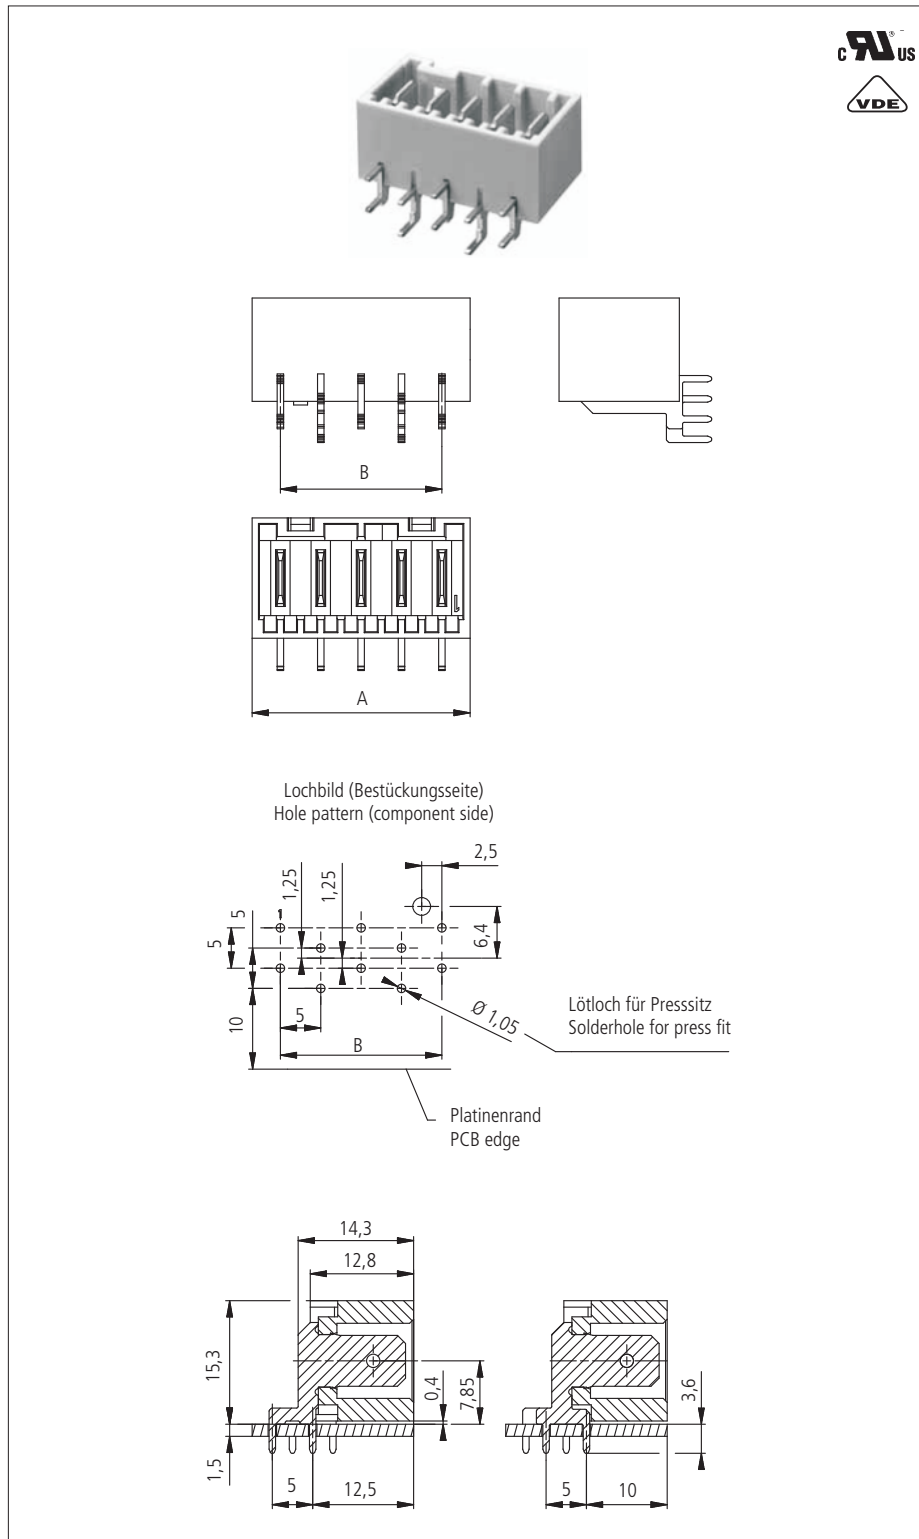 c RU ® US
VDE
B
A
Lochbild (Bestückungsseite)
Hole pattern (component side)
2,5
1,25
1,25
5
5
1
6,4
5
10
B
Ø 1,05
Lötloch für Presssitz
Solderhole for press fit
Platinenrand
PCB edge
14,3
12,8
15,3
0,4
7,85
3,6
1,5
5
12,5
5
10